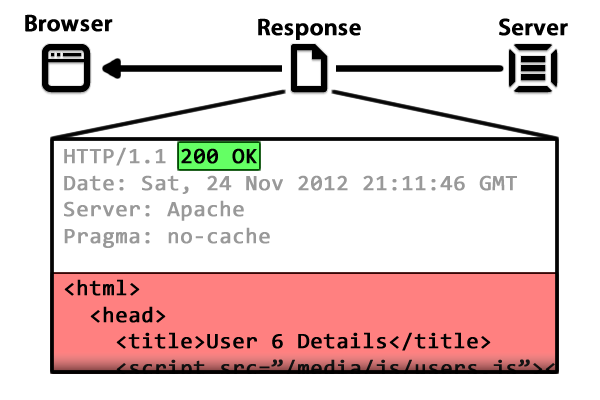 Browser
Response
Server
HTTP/1.1 200 OK
Date: Sat, 24 Nov 2012 21:11:46 GMT
Server: Apache
Pragma: no-cache
<html>
<head>
<title>User 6 Details</title>
<script src=”/media/js/users.js”><